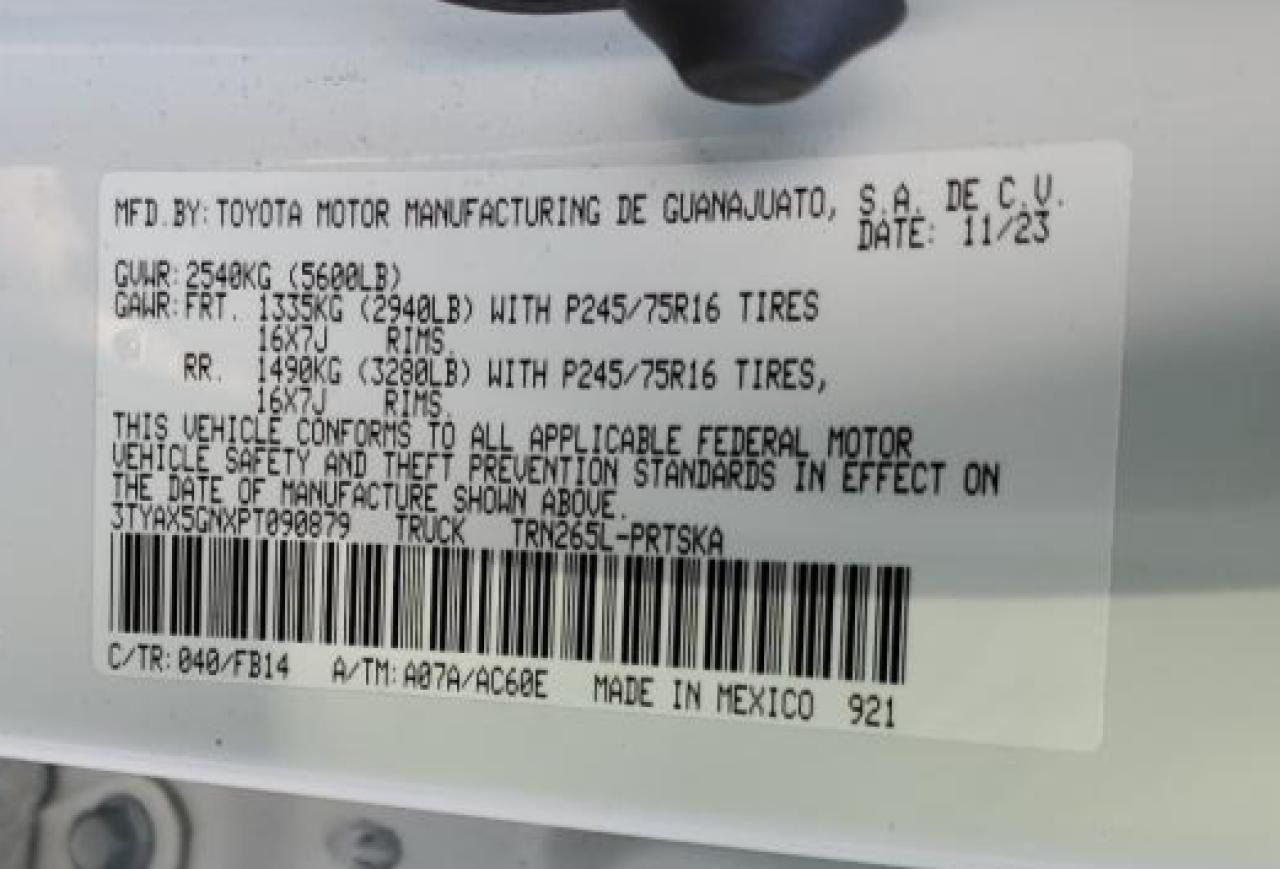 MFD.BY: TOYOTA MOTOR MANUFACTURING DE GUANAJUATO, S.A. DE C.V.
DATE: 11/23
GVWR: 2540KG (5600LB)
GAWR: FRT. 1335KG (2940LB) WITH P245/75R16 TIRES
16X7J RIMS.
RR. 1490KG (3280LB) WITH P245/75R16 TIRES,
16X7J RIMS.
THIS VEHICLE CONFORMS TO ALL APPLICABLE FEDERAL MOTOR
VEHICLE SAFETY AND THEFT PREVENTION STANDARDS IN EFFECT ON
THE DATE OF MANUFACTURE SHOWN ABOVE.
3TYAX5GNXPT090879 TRUCK TRN265L-PRTSKA
C/TR: 040/FB14 A/TM: A07A/AC60E MADE IN MEXICO 921